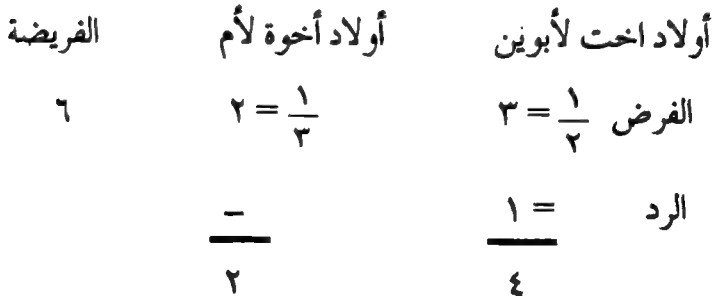 أولاد اخت لأبوين أولاد أخوة لأم الفريضة
الفرض ١/٢ = ٣ ١/٣ = ٢ ٦
الرد = ١ –
٤ ٢